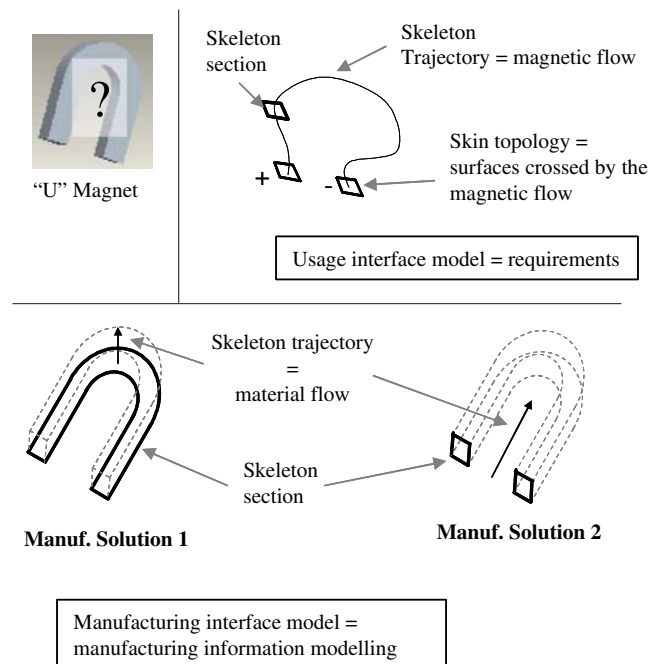 ?
“U” Magnet
Skeleton
section
Skeleton
Trajectory = magnetic flow
+
-
Skin topology =
surfaces crossed by the
magnetic flow
Usage interface model = requirements
Skeleton trajectory
=
material flow
Skeleton
section
Manuf. Solution 1
Manuf. Solution 2
Manufacturing interface model =
manufacturing information modelling